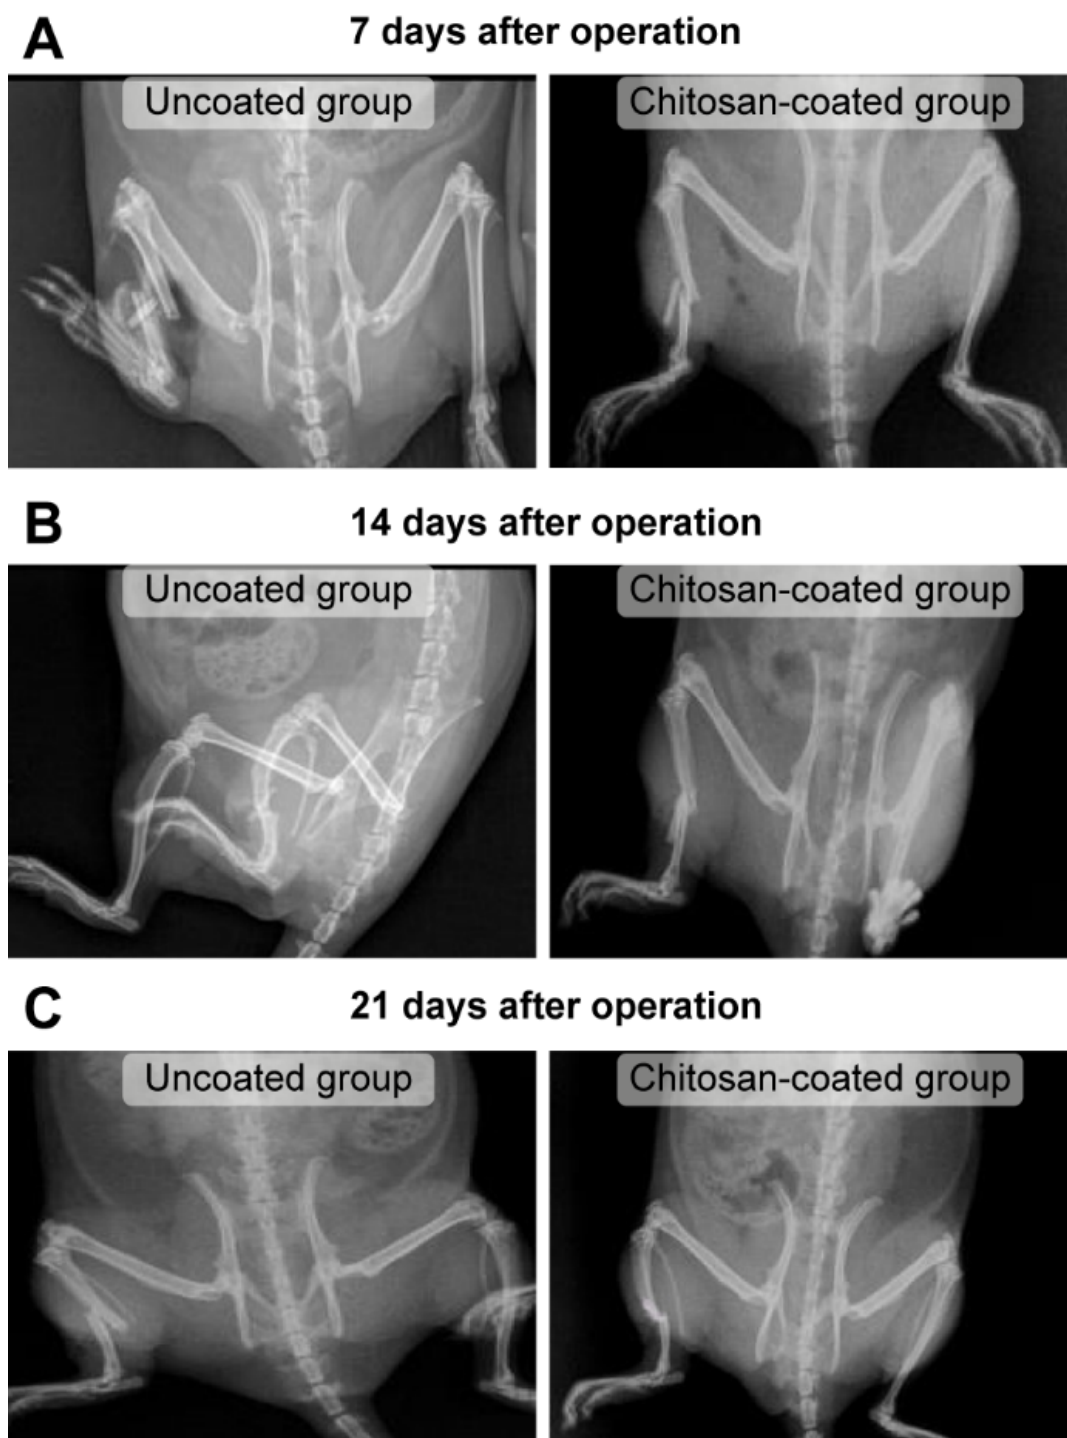 A
7 days after operation
Uncoated group
Chitosan-coated group
B
14 days after operation
Uncoated group
Chitosan-coated group
C
21 days after operation
Uncoated group
Chitosan-coated group